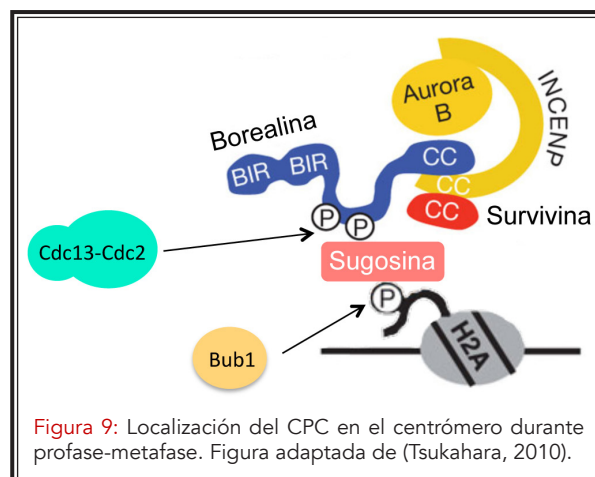 Aurora
B
INCENP
Borealina
BIR
BIR
CC
CC
CC
Survivina
P
P
Cdc13-Cdc2
Sugosina
P
Bub1
H2A
Figura 9: Localización del CPC en el centrómero durante
profase-metafase. Figura adaptada de (Tsukahara, 2010).